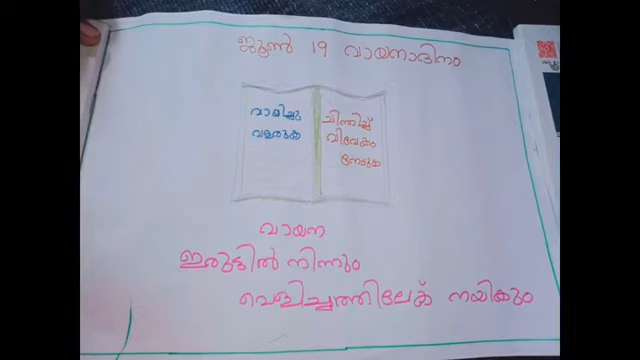 ജൂൺ 19 വായനാദിനം
വായിച്ചു
വളരുക
ചിന്തിച്ച്
വിവേകം
നേടുക
വായന
ഇരുട്ടിൽ നിന്നും
വെളിച്ചത്തിലേക് നയികും